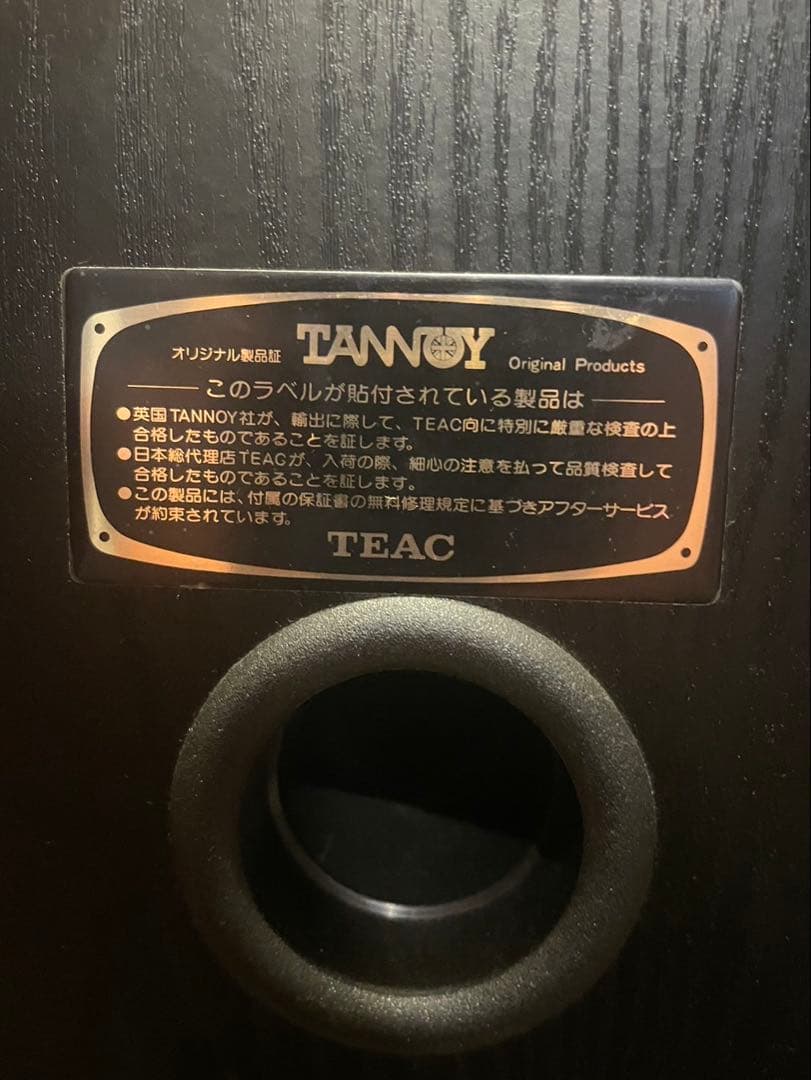 オリジナル製品証 TANNOY Original Products
このラベルが貼付されている製品は
●英国TANNOY社が、輸出に際して、TEAC向に特別に厳重な検査の上
合格したものであることを証します。
●日本総代理店TEACが、入荷の際、細心の注意を払って品質検査して
合格したものであることを証します。
●この製品には、付属の保証書の無料修理規定に基づきアフターサービス
が約束されています。
TEAC